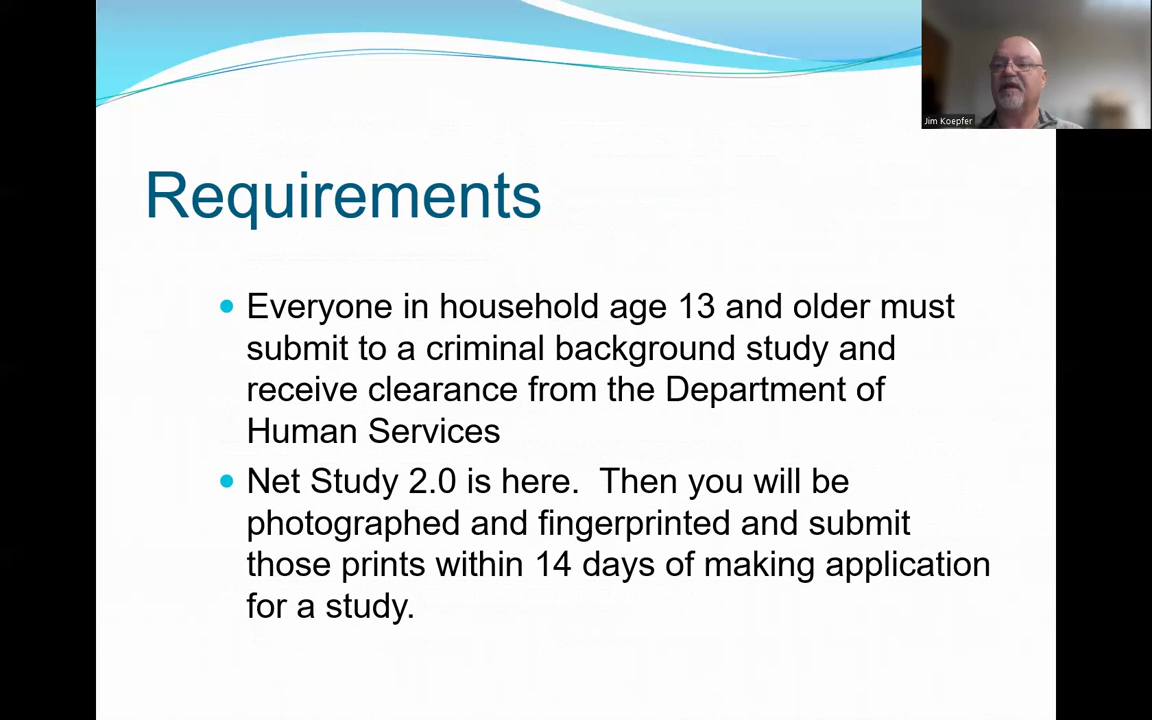 Jim Koepfer
Requirements
Everyone in household age 13 and older must
submit to a criminal background study and
receive clearance from the Department of
Human Services
Net Study 2.0 is here.  Then you will be
photographed and fingerprinted and submit
those prints within 14 days of making application
for a study.